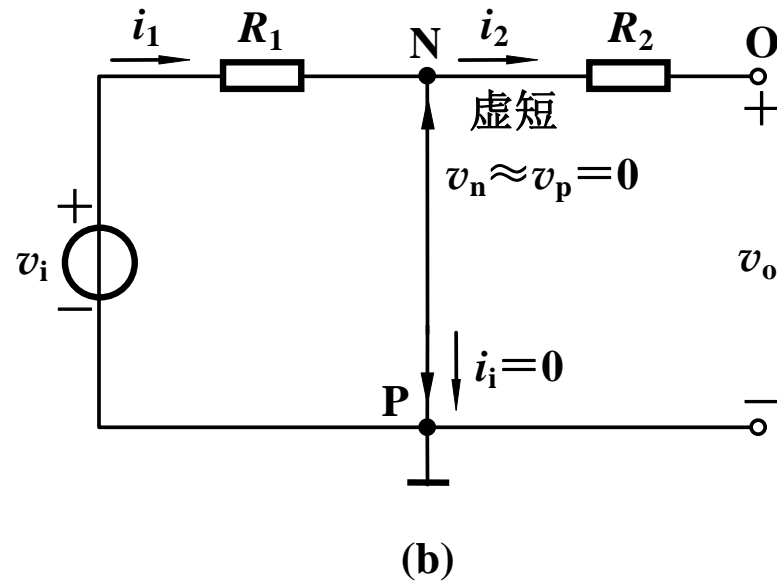 i₁ R₁ N i₂ R₂ O
虚短 +
vₙ≈vₚ=0
+
vᵢ vₒ
−
iᵢ=0
P −
(b)